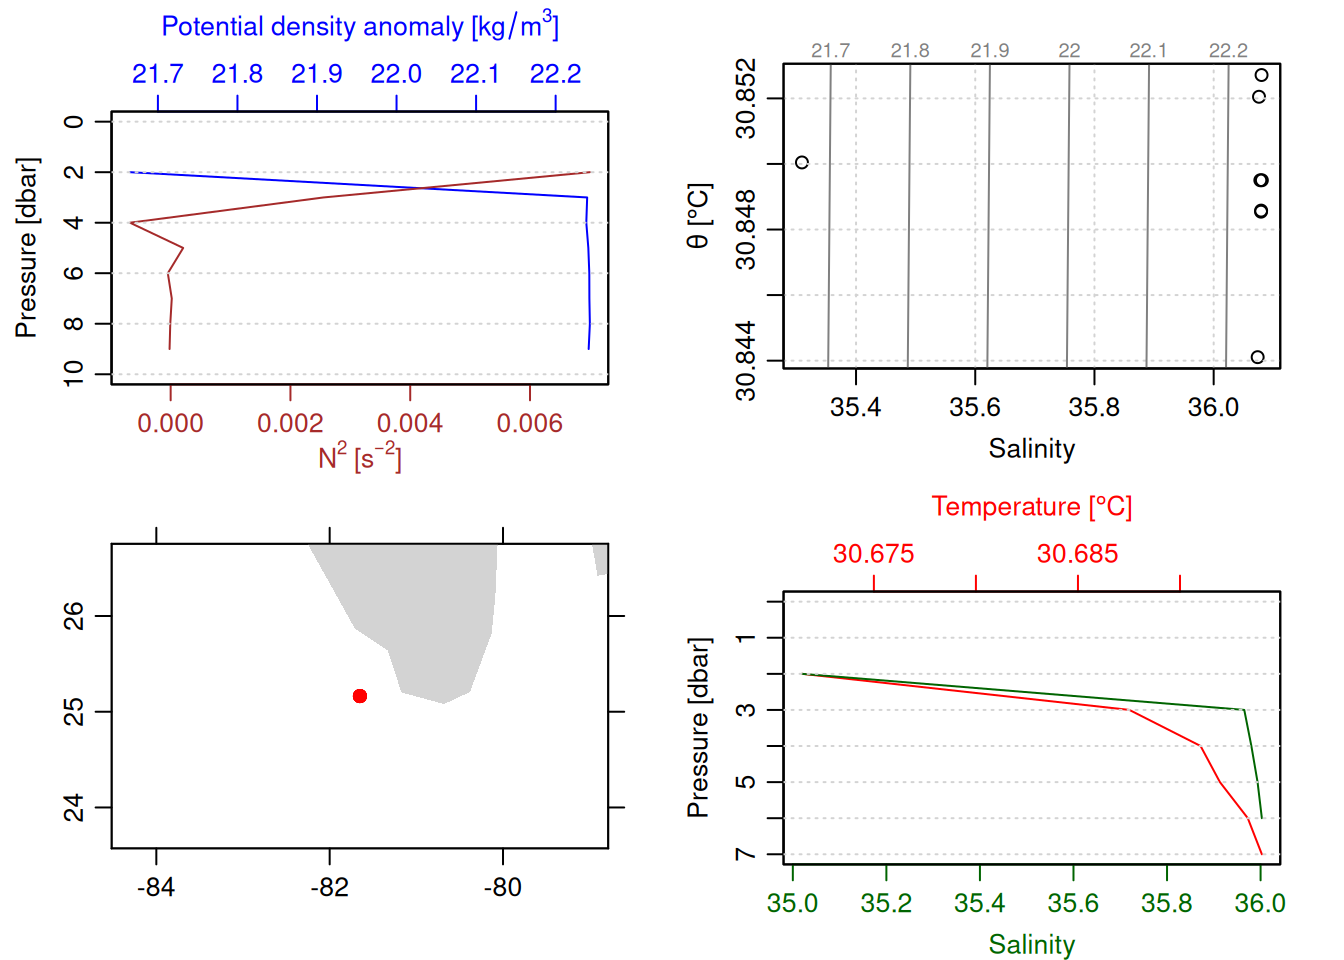 Potential density anomaly [kg/m³]
21.7 21.8 21.9 22.0 22.1 22.2
Pressure [dbar]
0
2
4
6
8
10
0.000 0.002 0.004 0.006
N² [s⁻²]
21.7 21.8 21.9 22 22.1 22.2
θ [°C]
30.852
30.848
30.844
35.4 35.6 35.8 36.0
Salinity
26
25
24
-84 -82 -80
Temperature [°C]
30.675 30.685
Pressure [dbar]
1
3
5
7
35.0 35.2 35.4 35.6 35.8 36.0
Salinity